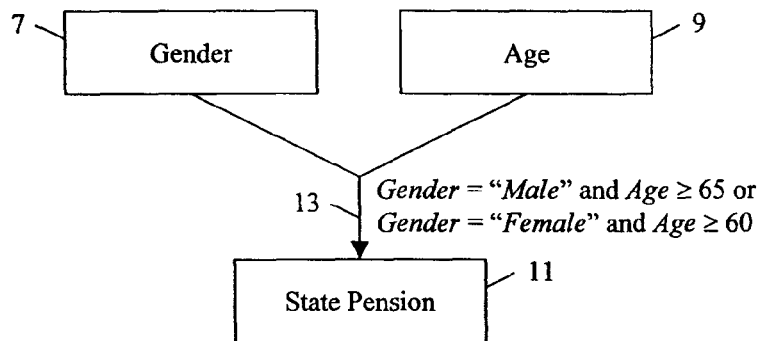 7
9
Gender
Age
13
Gender = “Male” and Age ≥ 65 or
Gender = “Female” and Age ≥ 60
11
State Pension